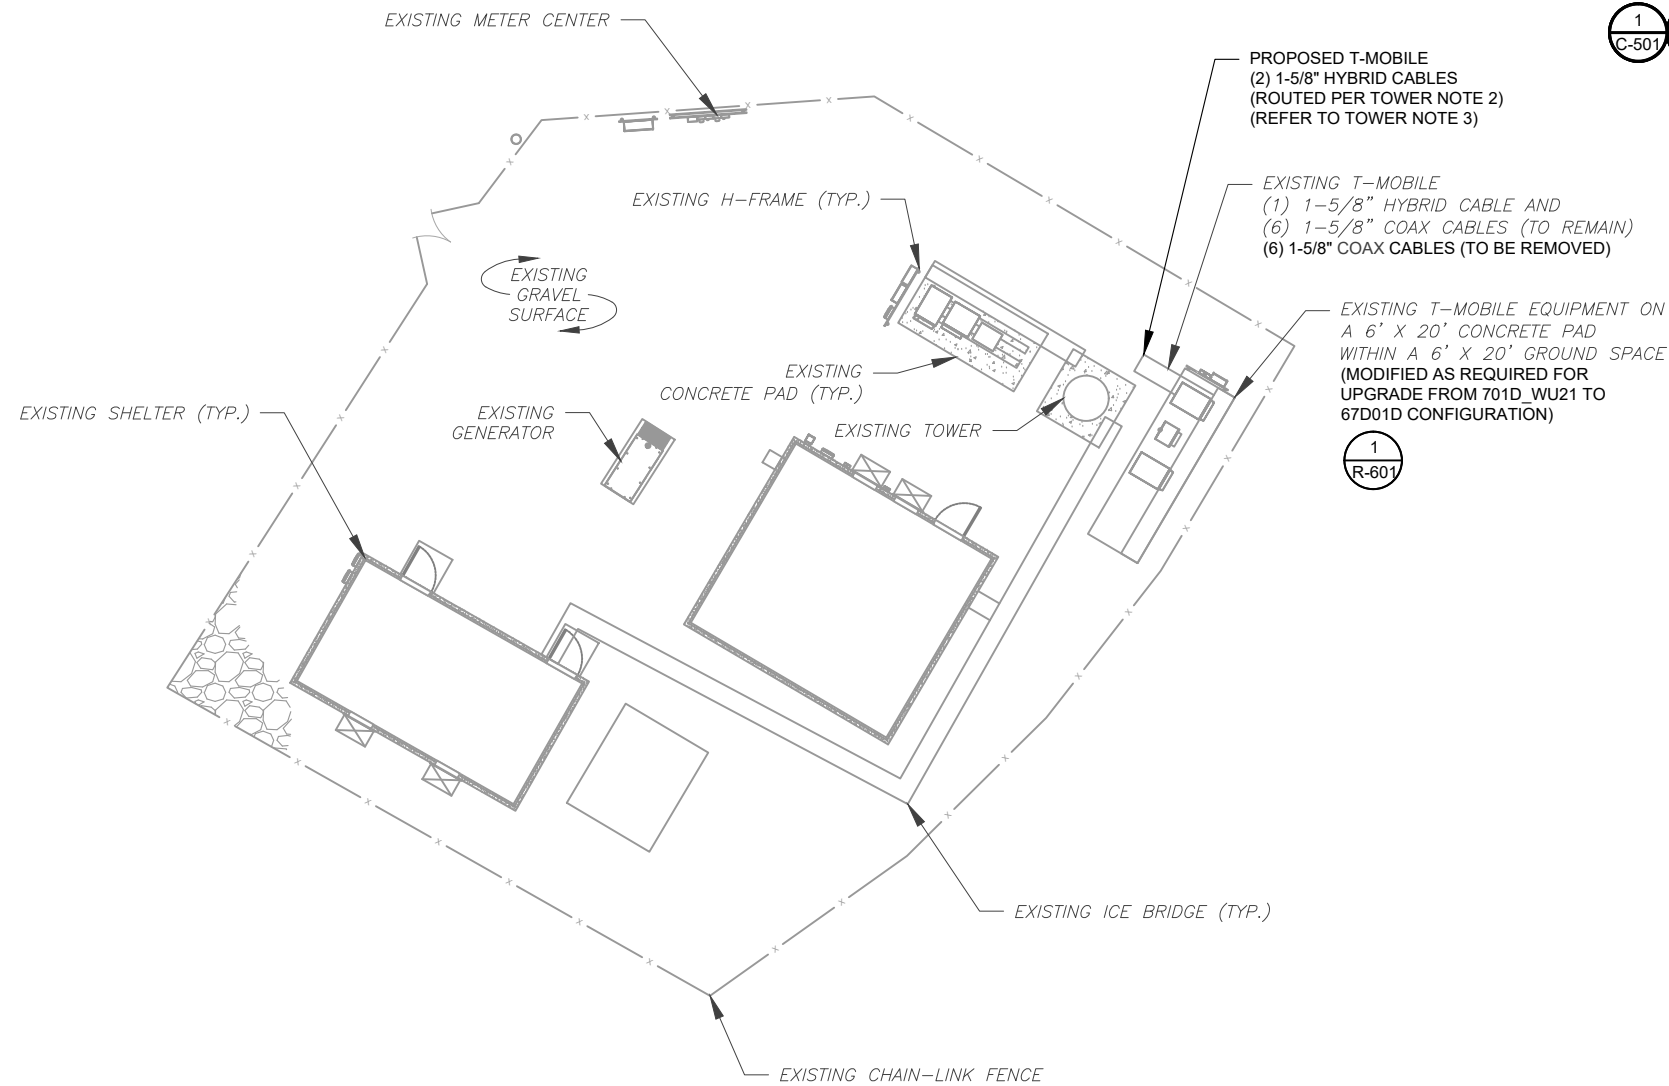 EXISTING METER CENTER
1
C-501
PROPOSED T-MOBILE
(2) 1-5/8" HYBRID CABLES
(ROUTED PER TOWER NOTE 2)
(REFER TO TOWER NOTE 3)
EXISTING T-MOBILE
(1) 1-5/8" HYBRID CABLE AND
(6) 1-5/8" COAX CABLES (TO REMAIN)
(6) 1-5/8" COAX CABLES (TO BE REMOVED)
EXISTING H-FRAME (TYP.)
EXISTING
GRAVEL
SURFACE
EXISTING T-MOBILE EQUIPMENT ON
A 6' X 20' CONCRETE PAD
WITHIN A 6' X 20' GROUND SPACE
(MODIFIED AS REQUIRED FOR
UPGRADE FROM 701D_WU21 TO
67D01D CONFIGURATION)
1
R-601
EXISTING
CONCRETE PAD (TYP.)
EXISTING SHELTER (TYP.)
EXISTING
GENERATOR
EXISTING TOWER
EXISTING ICE BRIDGE (TYP.)
EXISTING CHAIN-LINK FENCE